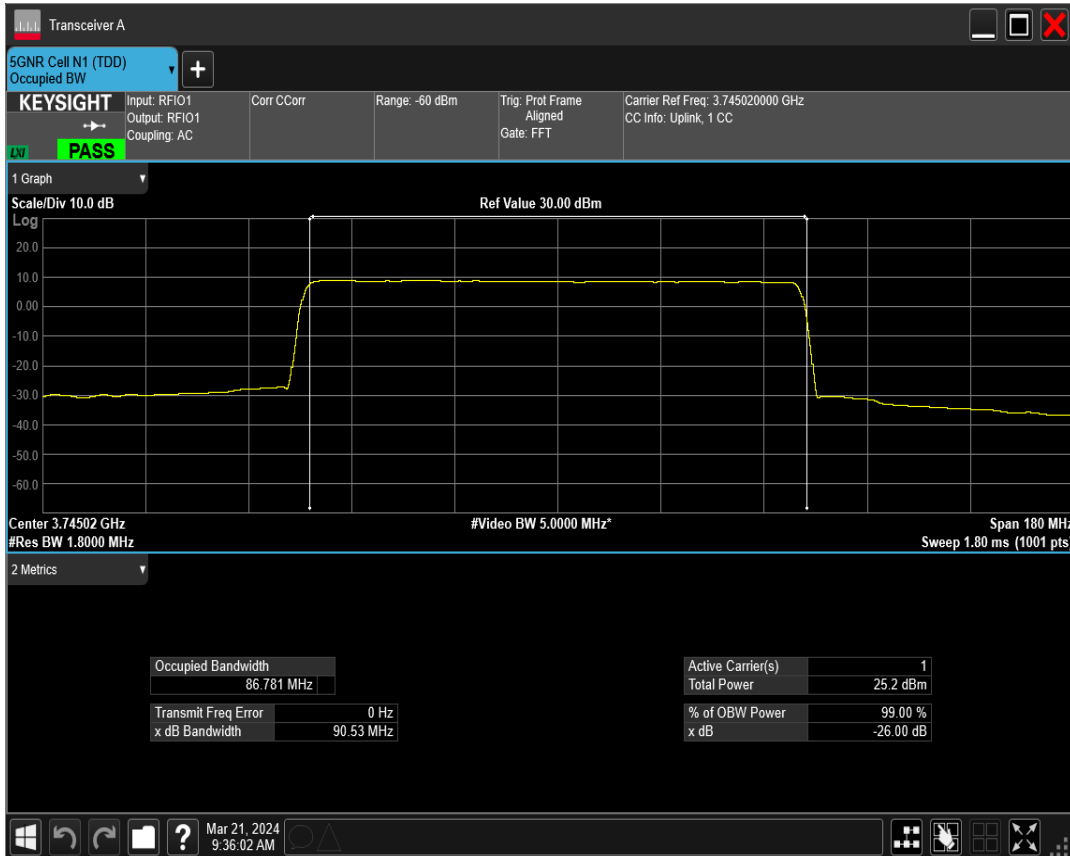 Transceiver A
5GNR Cell N1 (TDD)
Occupied BW
+
KEYSIGHT
LXI
PASS
Input: RFIO1
Output: RFIO1
Coupling: AC
Corr CCorr
Range: -60 dBm
Trig: Prot Frame
Aligned
Gate: FFT
Carrier Ref Freq: 3.745020000 GHz
CC Info: Uplink, 1 CC
1 Graph
Scale/Div 10.0 dB
Ref Value 30.00 dBm
Log
20.0
10.0
0.00
-10.0
-20.0
-30.0
-40.0
-50.0
-60.0
Center 3.74502 GHz
#Video BW 5.0000 MHz*
Span 180 MHz
#Res BW 1.8000 MHz
Sweep 1.80 ms (1001 pts)
2 Metrics
Occupied Bandwidth
86.781 MHz
Transmit Freq Error 0 Hz
x dB Bandwidth 90.53 MHz
Active Carrier(s) 1
Total Power 25.2 dBm
% of OBW Power 99.00 %
x dB -26.00 dB
?
Mar 21, 2024
9:36:02 AM